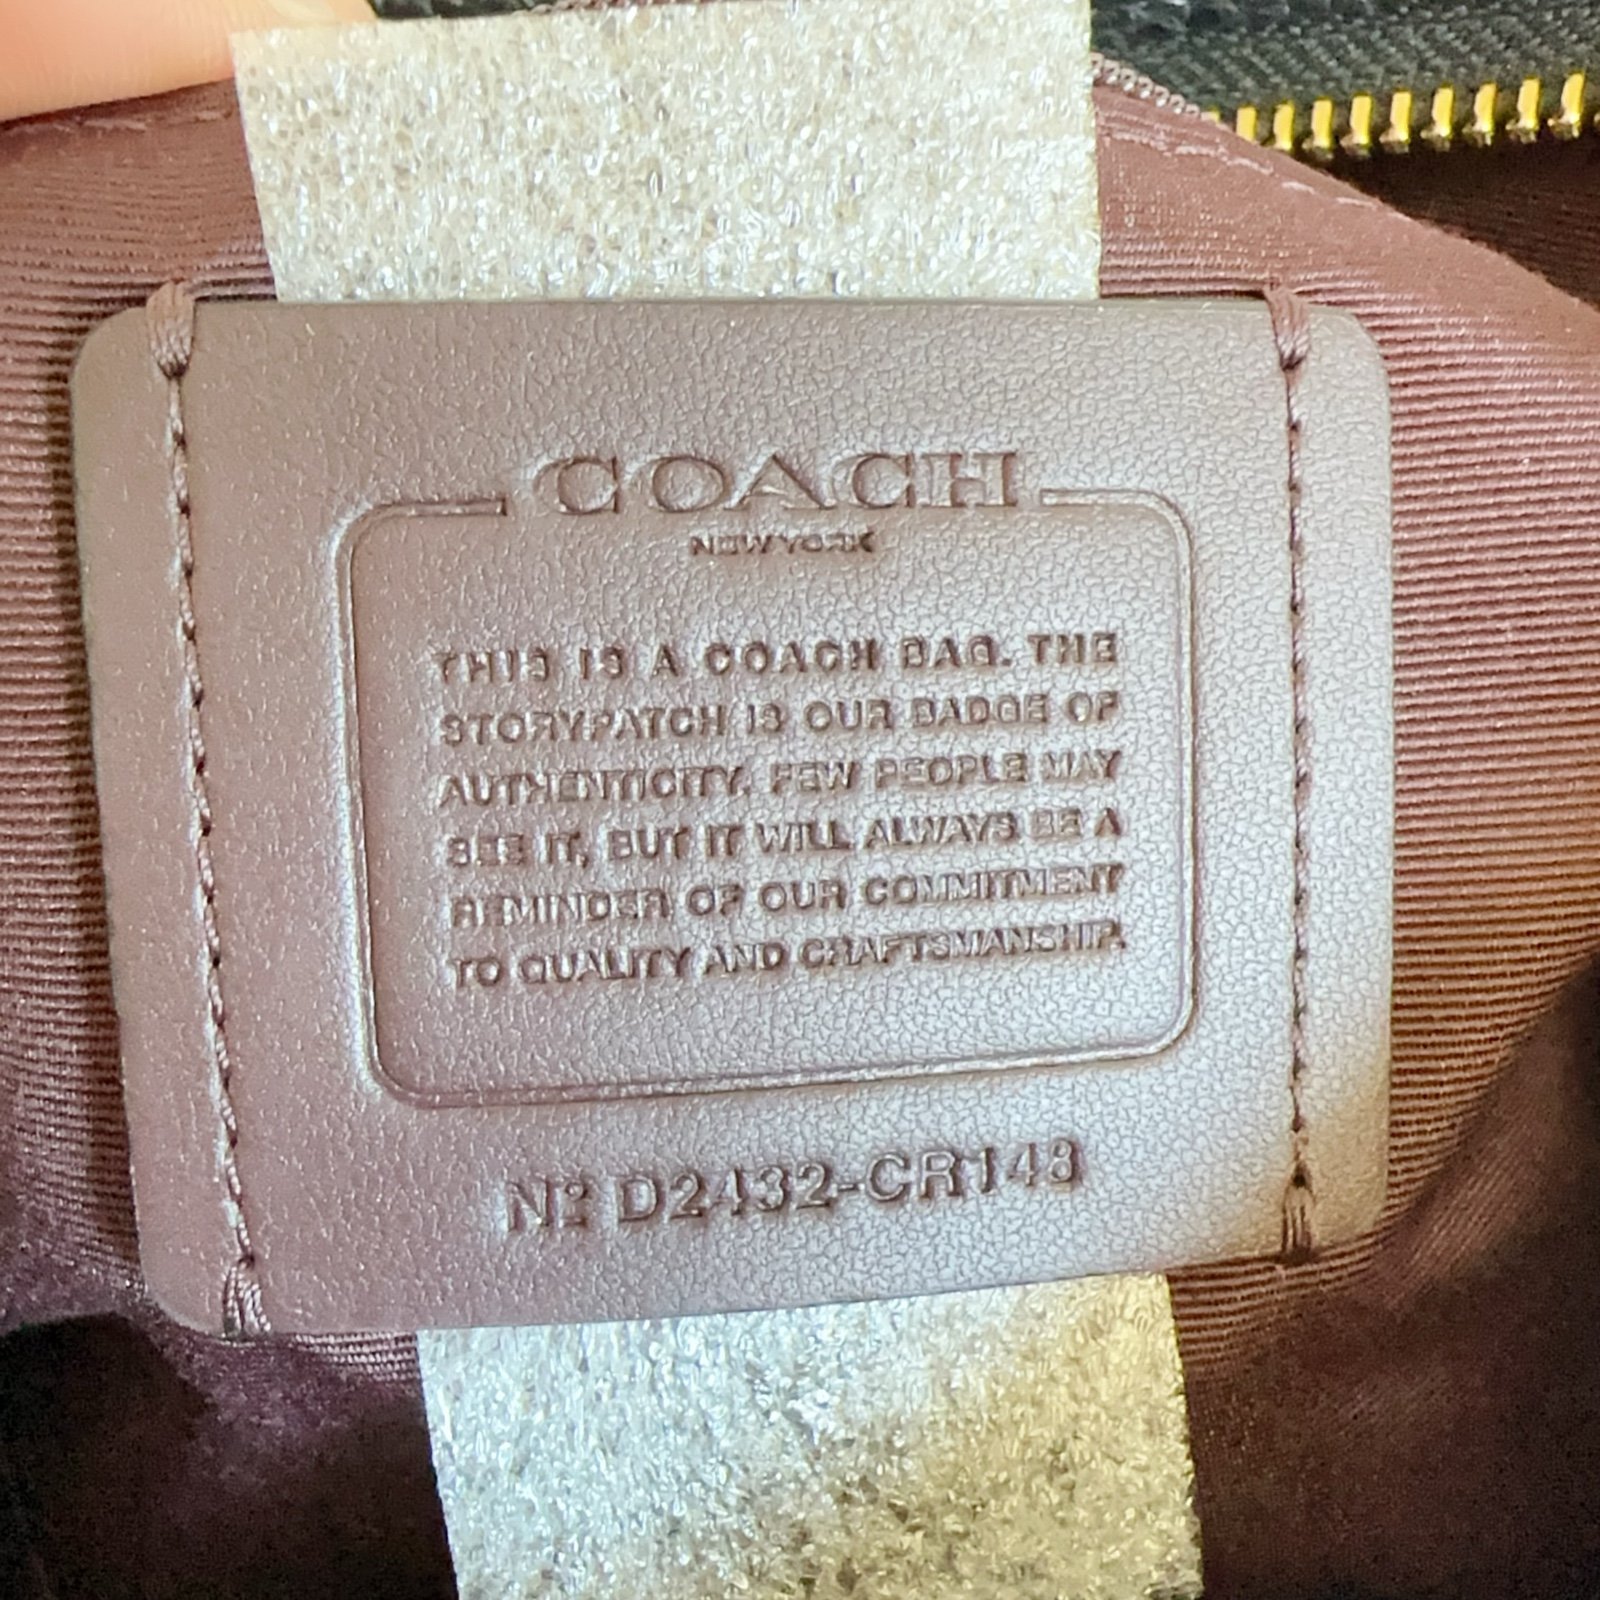 COACH
NEW YORK
THIS IS A COACH BAG. THE
STORYPATCH IS OUR BADGE OF
AUTHENTICITY. FEW PEOPLE MAY
SEE IT, BUT IT WILL ALWAYS BE A
REMINDER OF OUR COMMITMENT
TO QUALITY AND CRAFTSMANSHIP.
Nº D2432-CR148